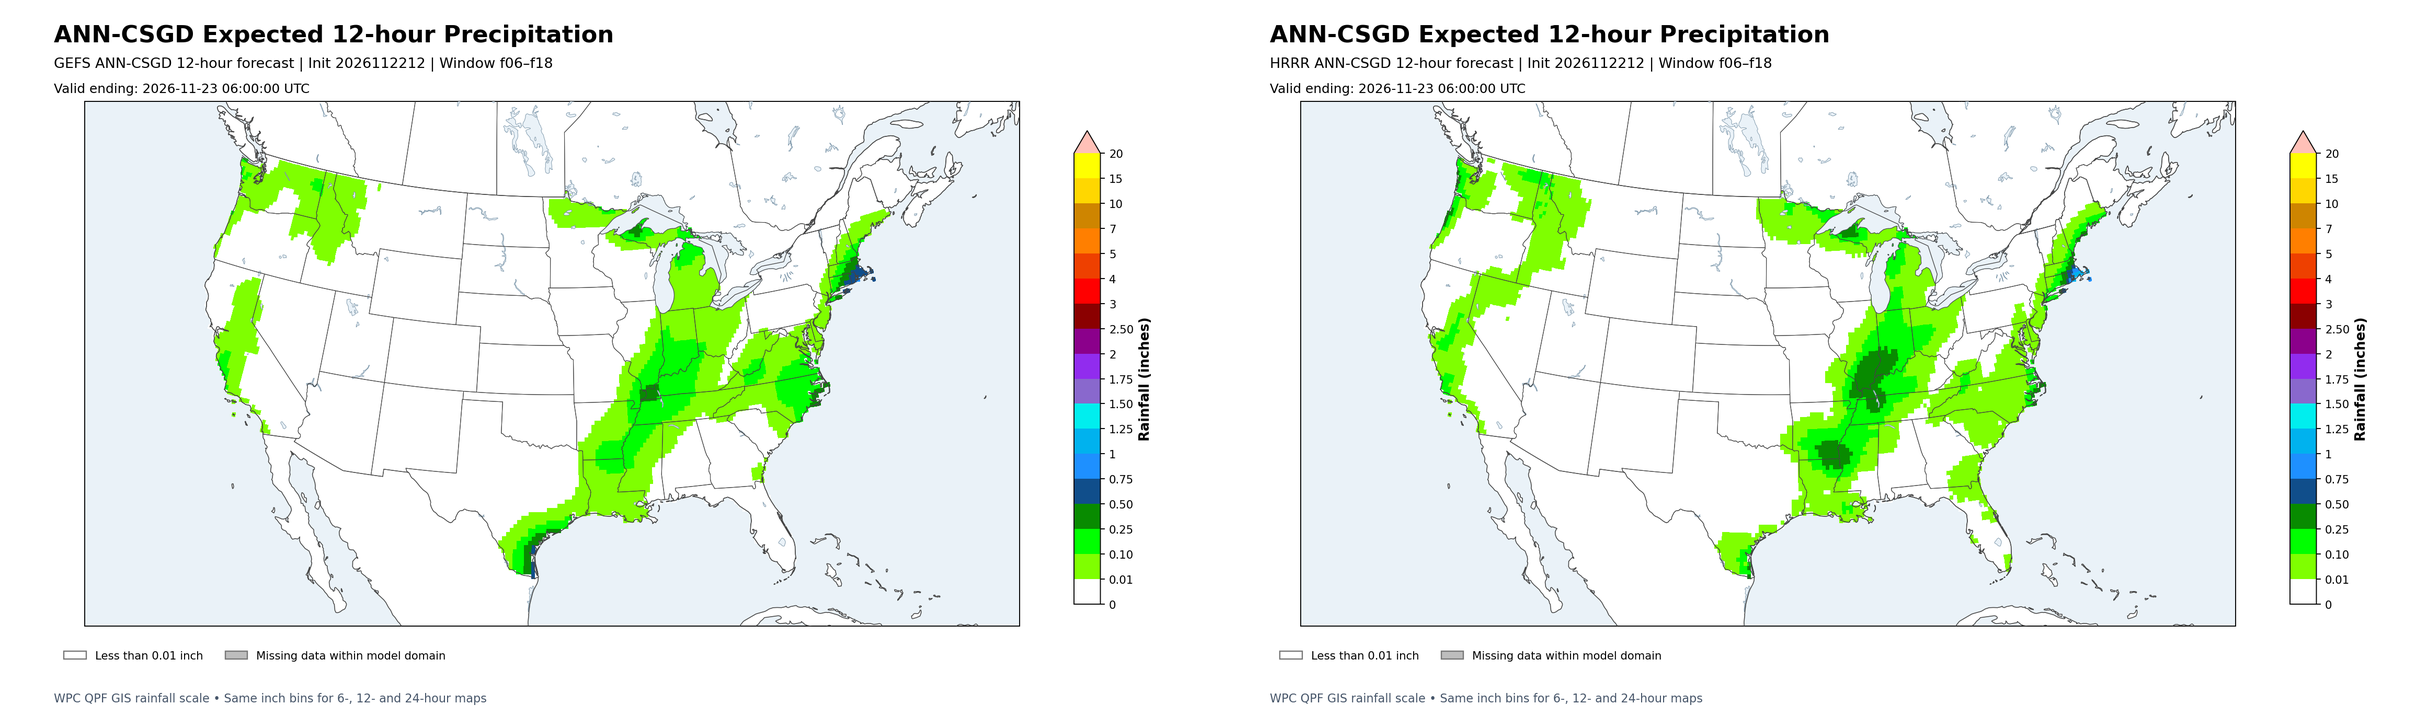 ANN-CSGD Expected 12-hour Precipitation
GEFS ANN-CSGD 12-hour forecast | Init 2026112212 | Window f06–f18
Valid ending: 2026-11-23 06:00:00 UTC
20
15
10
7
5
4
3
2.50
2
1.75
1.50
1.25
1
0.75
0.50
0.25
0.10
0.01
0
Rainfall (inches)
Less than 0.01 inch
Missing data within model domain
WPC QPF GIS rainfall scale • Same inch bins for 6-, 12- and 24-hour maps
ANN-CSGD Expected 12-hour Precipitation
HRRR ANN-CSGD 12-hour forecast | Init 2026112212 | Window f06–f18
Valid ending: 2026-11-23 06:00:00 UTC
20
15
10
7
5
4
3
2.50
2
1.75
1.50
1.25
1
0.75
0.50
0.25
0.10
0.01
0
Rainfall (inches)
Less than 0.01 inch
Missing data within model domain
WPC QPF GIS rainfall scale • Same inch bins for 6-, 12- and 24-hour maps